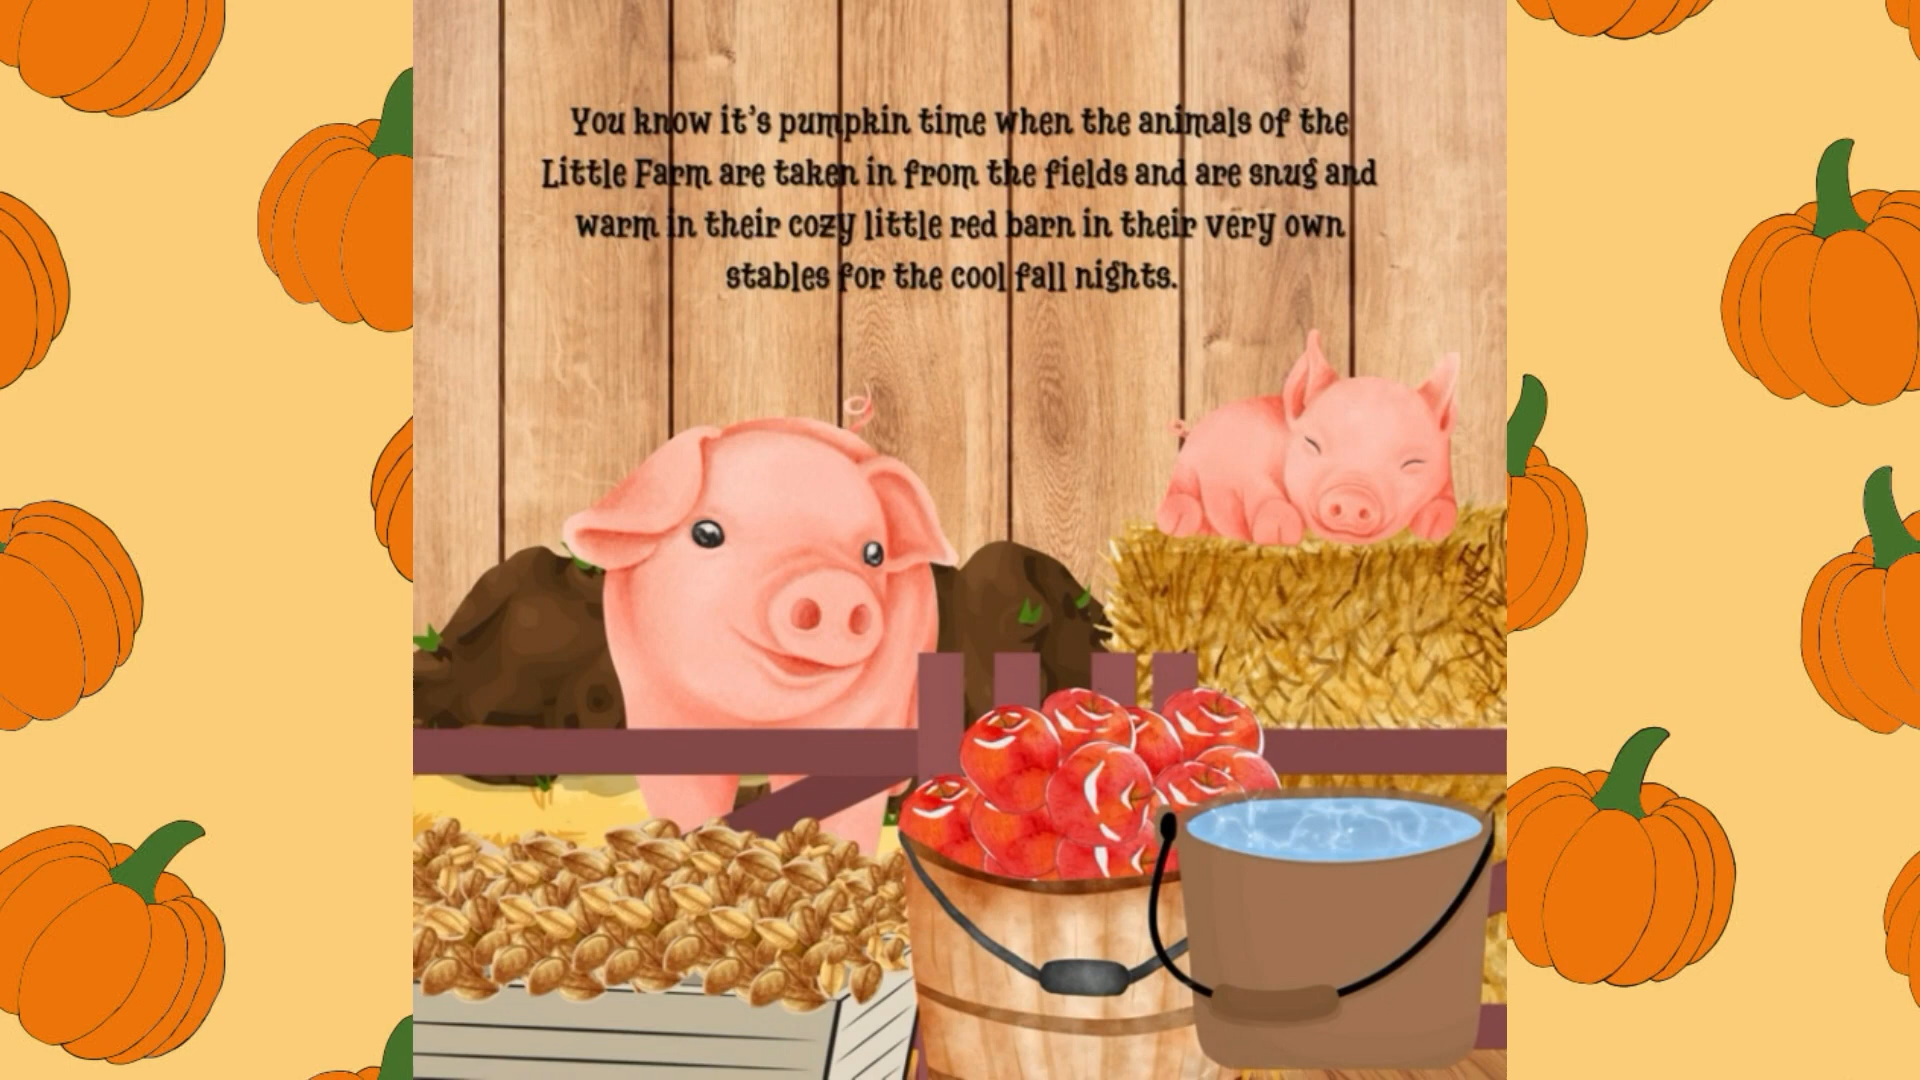 You know it's pumpkin time when the animals of the
Little Farm are taken in from the fields and are snug and
warm in their cozy little red barn in their very own
stables for the cool fall nights.